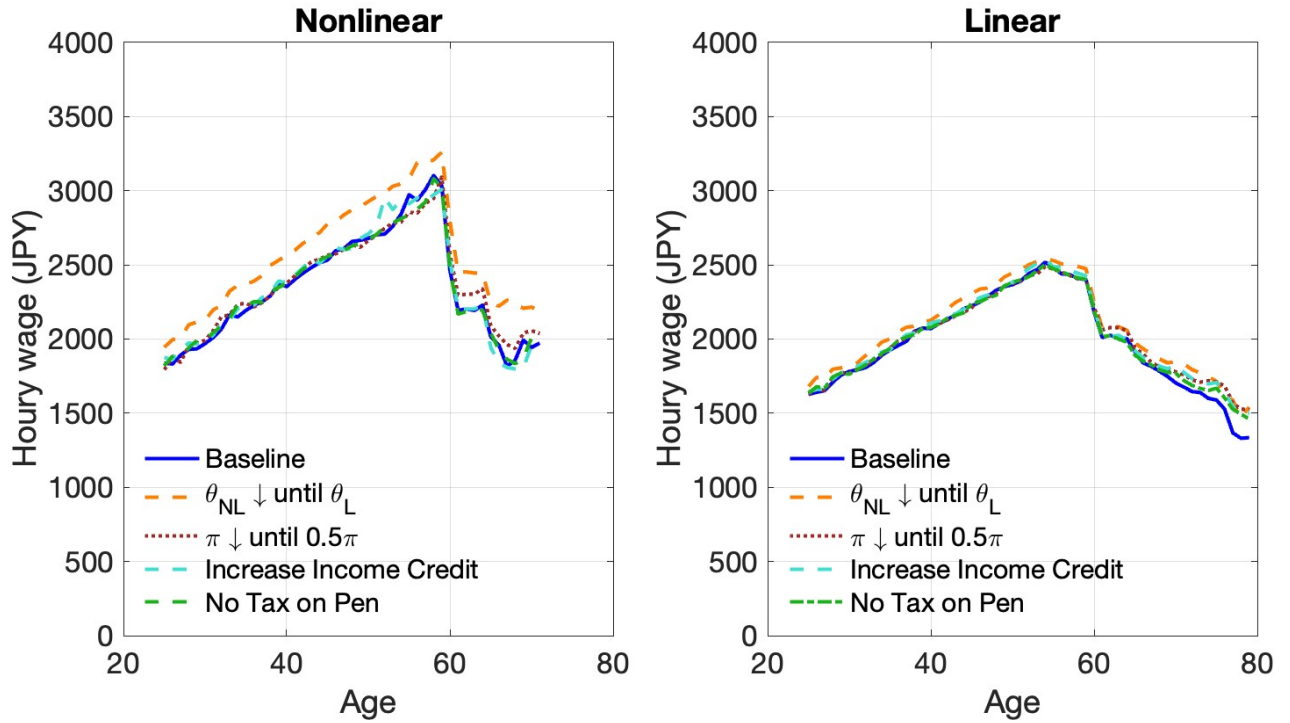 Nonlinear
4000
3500
3000
2500
2000
1500
1000
500
0
20
40
60
80
Houry wage (JPY)
Age
Baseline
θNL ↓ until θL
π ↓ until 0.5π
Increase Income Credit
No Tax on Pen
Linear
4000
3500
3000
2500
2000
1500
1000
500
0
20
40
60
80
Houry wage (JPY)
Age
Baseline
θNL ↓ until θL
π ↓ until 0.5π
Increase Income Credit
No Tax on Pen